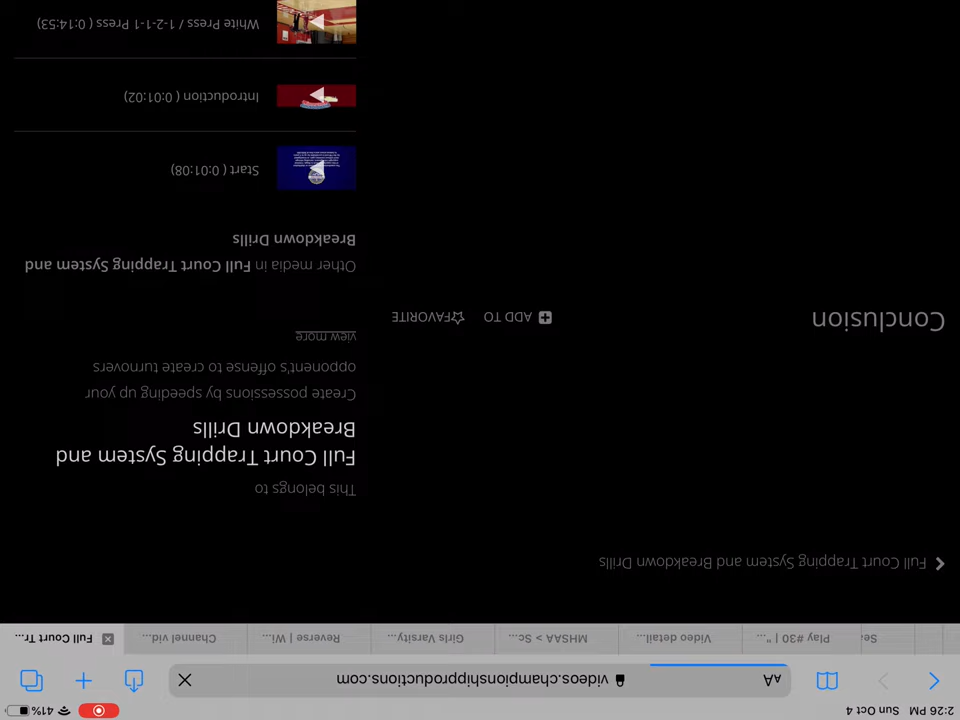 2:26 PM Sun Oct 4
41%
AA
videos.championshipproductions.com
Se
Play #30 | "...
Video detail...
MHSAA > Sc...
Girls Varsity...
Reverse | Wi...
Channel vid...
Full Court Tr...
Full Court Trapping System and Breakdown Drills
Conclusion
ADD TO
FAVORITE
This belongs to
Full Court Trapping System and
Breakdown Drills
Create possessions by speeding up your
opponent's offense to create turnovers
view more
Other media in Full Court Trapping System and
Breakdown Drills
Start ( 0:01:08)
Introduction ( 0:01:02)
White Press / 1-2-1-1 Press ( 0:14:53)